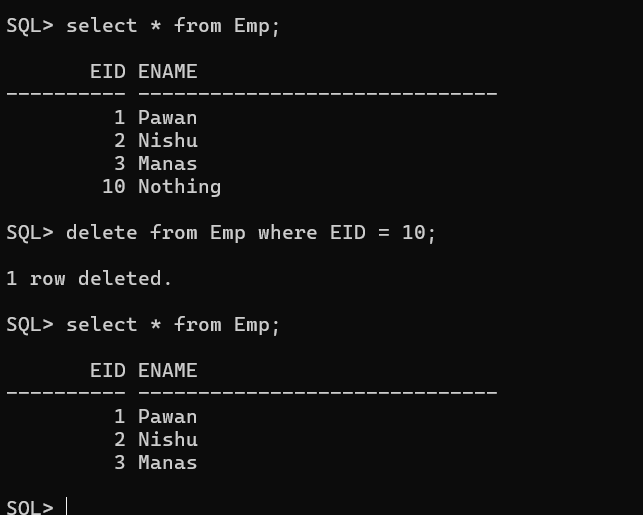 SQL> select * from Emp;
       EID ENAME
---------- ------------------------------
         1 Pawan
         2 Nishu
         3 Manas
        10 Nothing
SQL> delete from Emp where EID = 10;
1 row deleted.
SQL> select * from Emp;
       EID ENAME
---------- ------------------------------
         1 Pawan
         2 Nishu
         3 Manas
SQL>